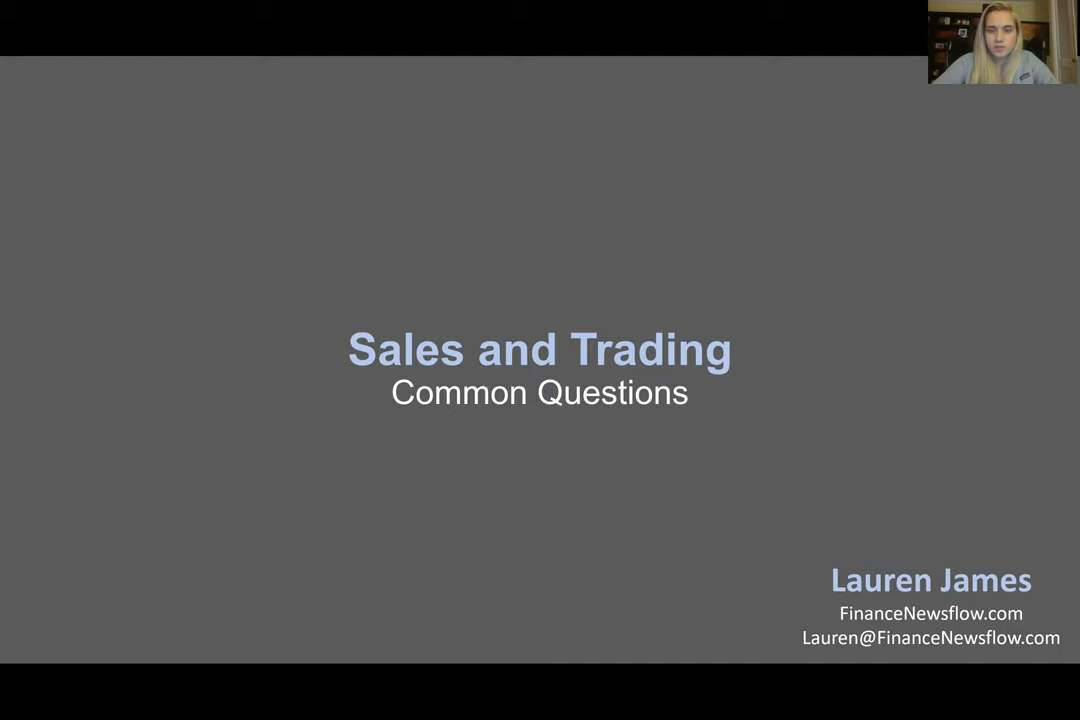 Sales and Trading
Common Questions
Lauren James
FinanceNewsflow.com
Lauren@FinanceNewsflow.com